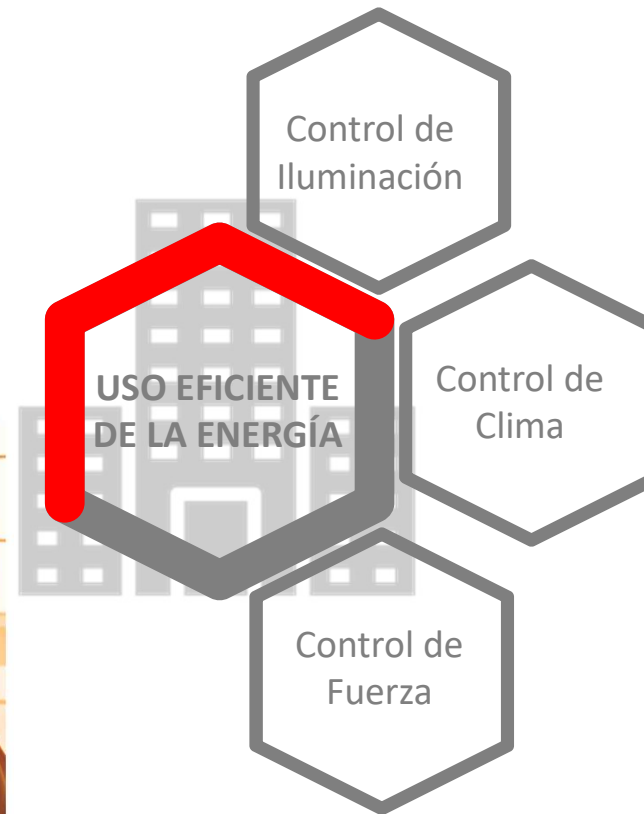 Control de
Iluminación
USO EFICIENTE
DE LA ENERGÍA
Control de
Clima
Control de
Fuerza